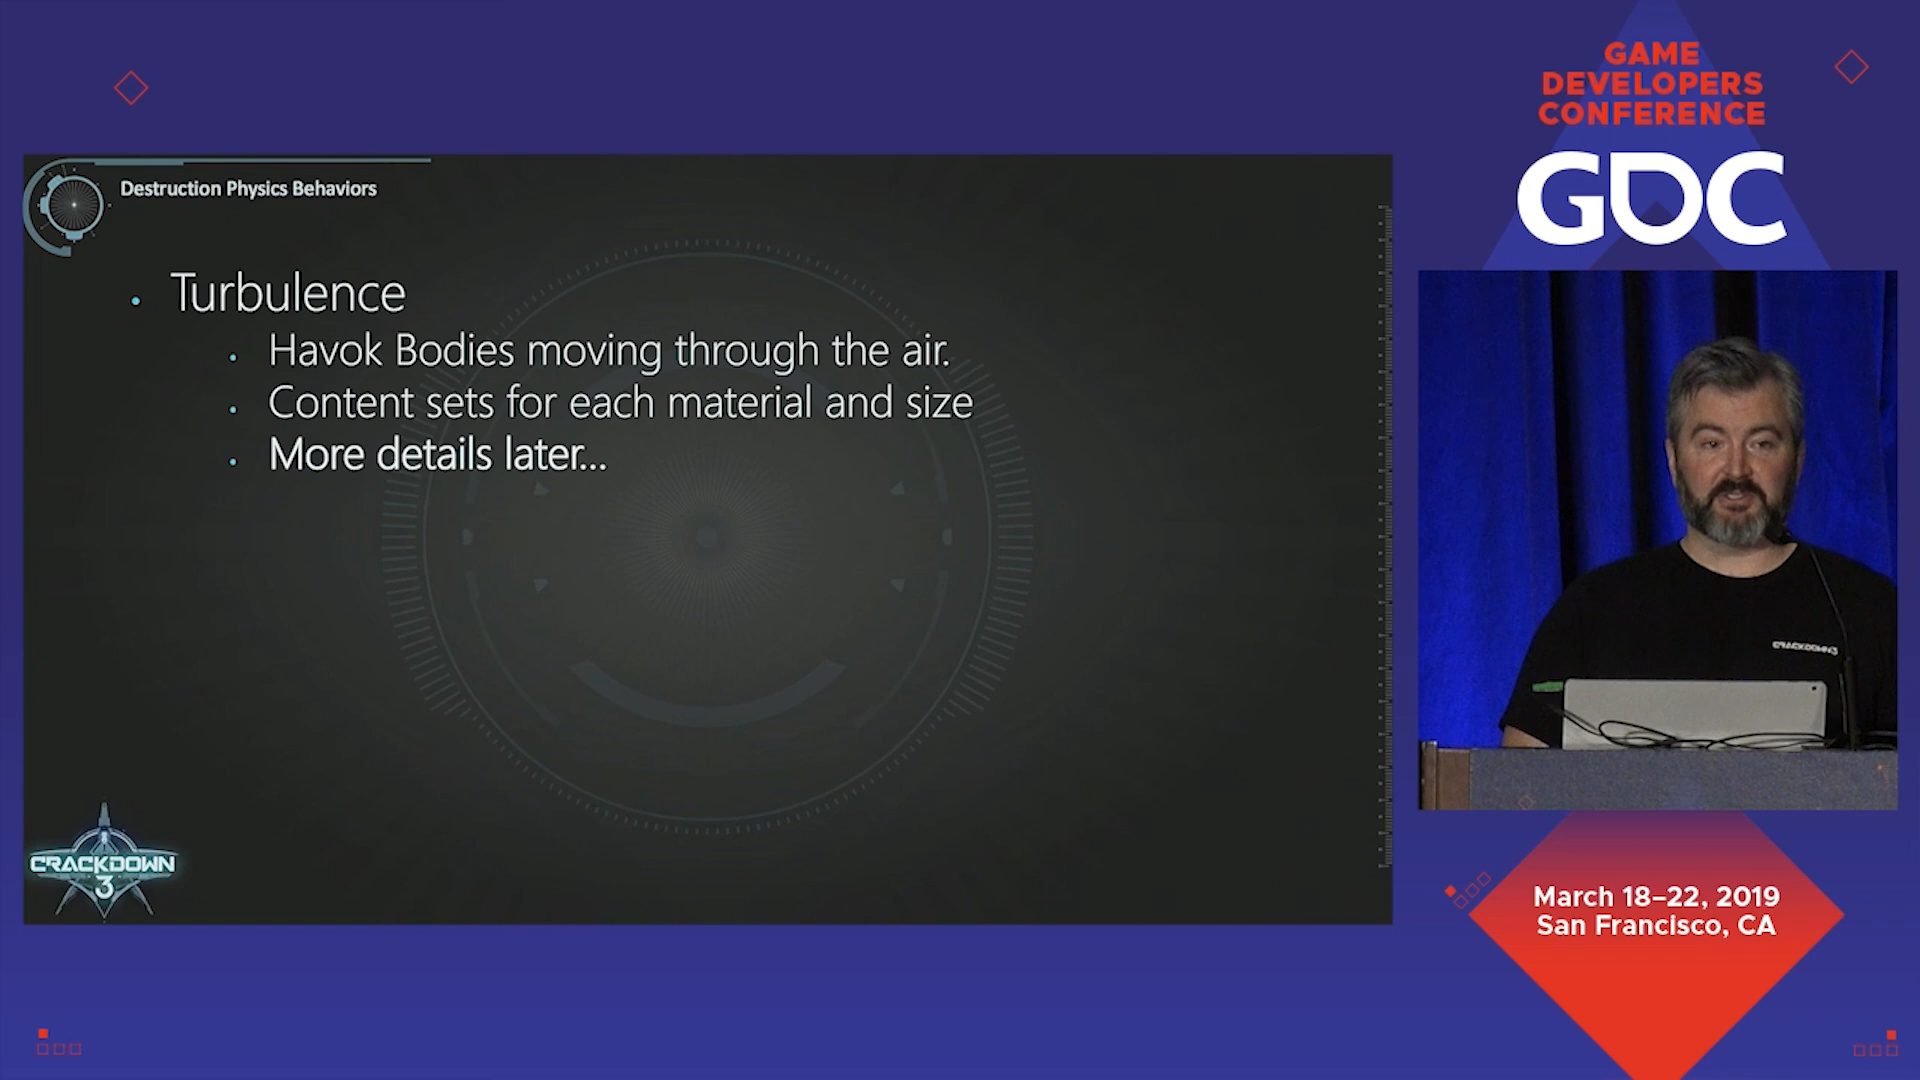 GAME
DEVELOPERS
CONFERENCE
GDC
Destruction Physics Behaviors
Turbulence
Havok Bodies moving through the air.
Content sets for each material and size
More details later...
CRACKDOWN
3
CRACKDOWN3
March 18–22, 2019
San Francisco, CA